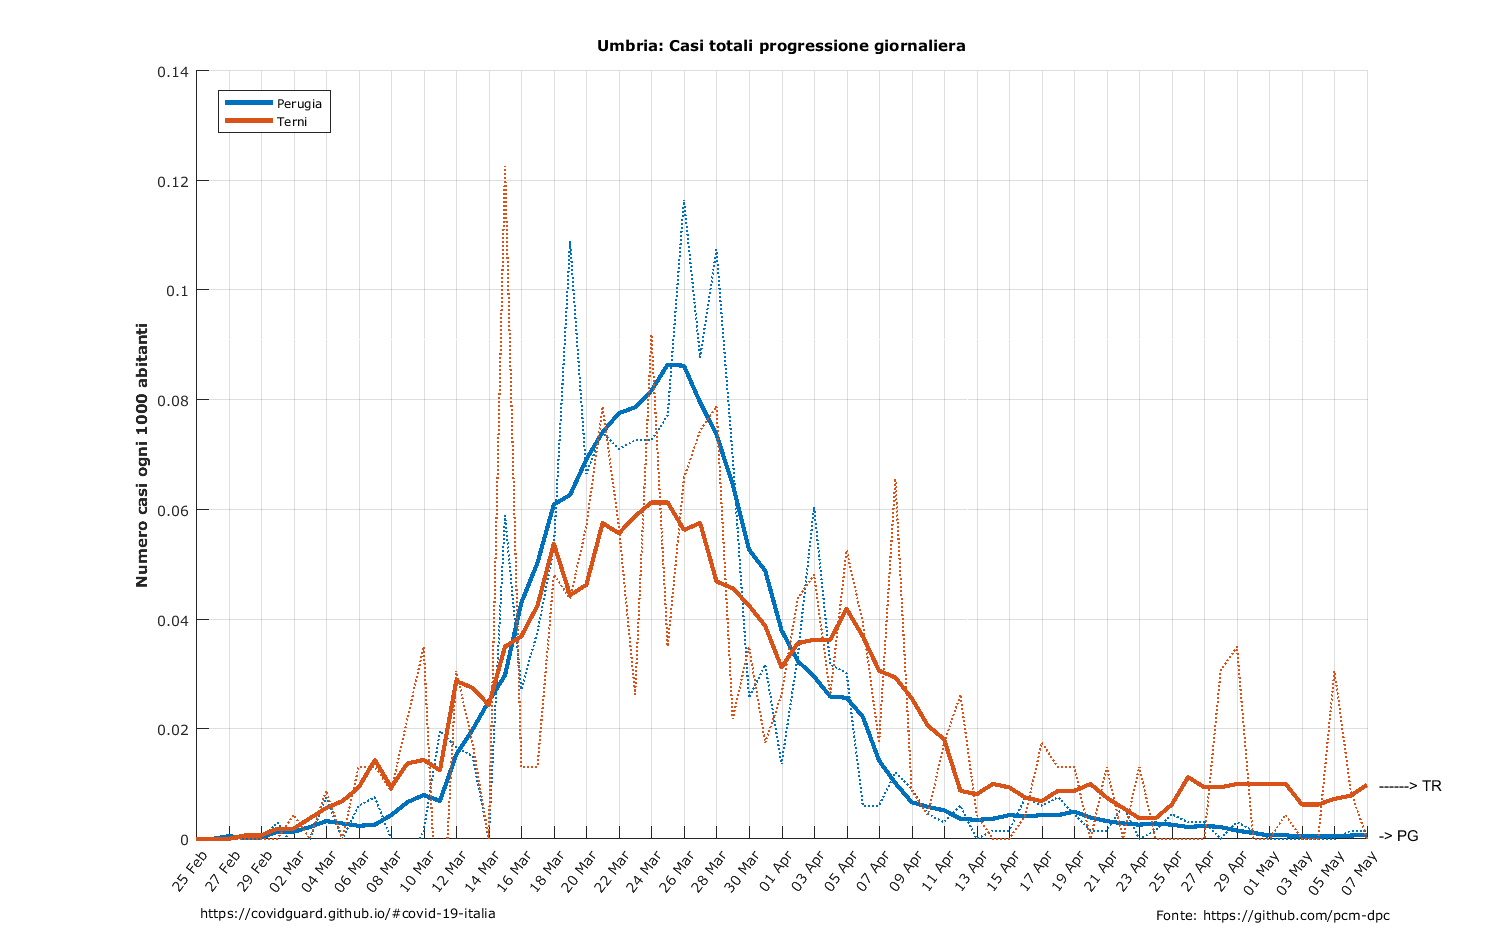 Umbria: Casi totali progressione giornaliera
Numero casi ogni 1000 abitanti
0.14
0.12
0.1
0.08
0.06
0.04
0.02
0
Perugia
Terni
------> TR
-> PG
25 Feb
27 Feb
29 Feb
02 Mar
04 Mar
06 Mar
08 Mar
10 Mar
12 Mar
14 Mar
16 Mar
18 Mar
20 Mar
22 Mar
24 Mar
26 Mar
28 Mar
30 Mar
01 Apr
03 Apr
05 Apr
07 Apr
09 Apr
11 Apr
13 Apr
15 Apr
17 Apr
19 Apr
21 Apr
23 Apr
25 Apr
27 Apr
29 Apr
01 May
03 May
05 May
07 May
https://covidguard.github.io/#covid-19-italia
Fonte: https://github.com/pcm-dpc